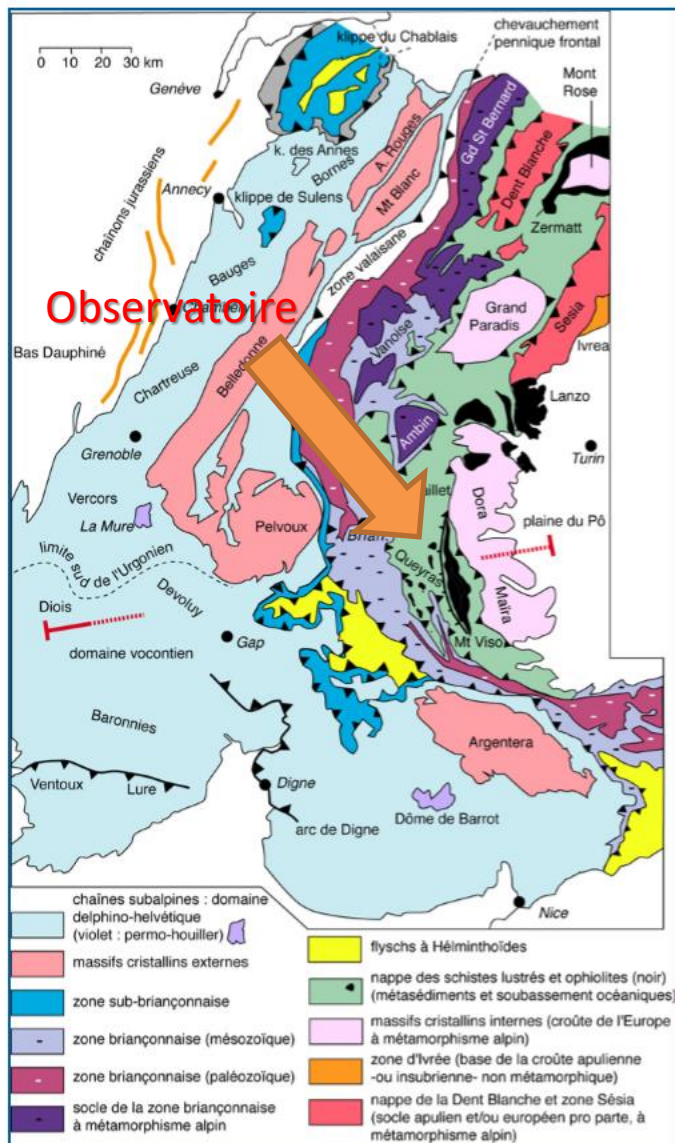 klippe du Chablais
chevauchement
pennique frontal
0 10 20 30 km
Genève
Mont
Rose
k. des Annes
Bornes
A. Rouges
Mt Blanc
Gd St Bernard
Dent Blanche
Annecy
klippe de Sulens
Zermatt
chaînons jurassiens
Bauges
zone valaisane
Observatoire
Chambéry
Grand
Paradis
Sesia
Ivrea
Bas Dauphiné
Vanoise
Chartreuse
Belledonne
Lanzo
Ambin
Grenoble
Turin
Vercors
La Mure
Pelvoux
Dora
Maïra
plaine du Pô
limite sud de l'Urgonien
Queyras
Devoluy
Diois
Gap
Mt Viso
domaine vocontien
Baronnies
Argentera
Ventoux
Lure
Digne
arc de Digne
Dôme de Barrot
Nice
chaînes subalpines : domaine
delphino-helvétique
(violet : permo-houiller)
massifs cristallins externes
zone sub-briançonnaise
zone briançonnaise (mésozoïque)
zone briançonnaise (paléozoïque)
socle de la zone briançonnaise
à métamorphisme alpin
flyschs à Hélminthoïdes
nappe des schistes lustrés et ophiolites (noir)
(métasédiments et soubassement océaniques)
massifs cristallins internes (croûte de l'Europe
à métamorphisme alpin)
zone d'Ivrée (base de la croûte apulienne
-ou insubrienne- non métamorphique)
nappe de la Dent Blanche et zone Sésia
(socle apulien et/ou européen pro parte, à
métamorphisme alpin)